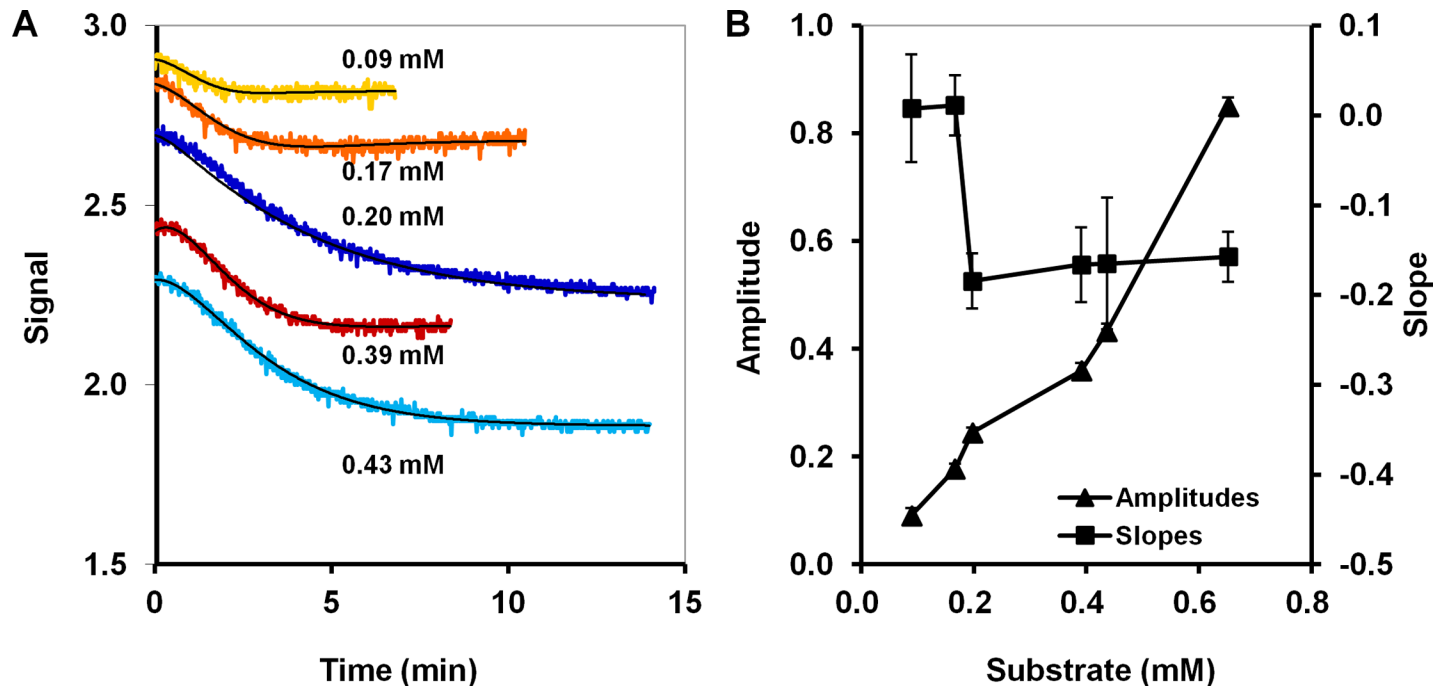 A
3.0
2.5
2.0
1.5
Signal
0.09 mM
0.17 mM
0.20 mM
0.39 mM
0.43 mM
0
5
10
15
Time (min)
B
1.0
0.8
0.6
0.4
0.2
0.0
Amplitude
0.1
0.0
-0.1
-0.2
-0.3
-0.4
-0.5
Slope
Amplitudes
Slopes
0.0
0.2
0.4
0.6
0.8
Substrate (mM)